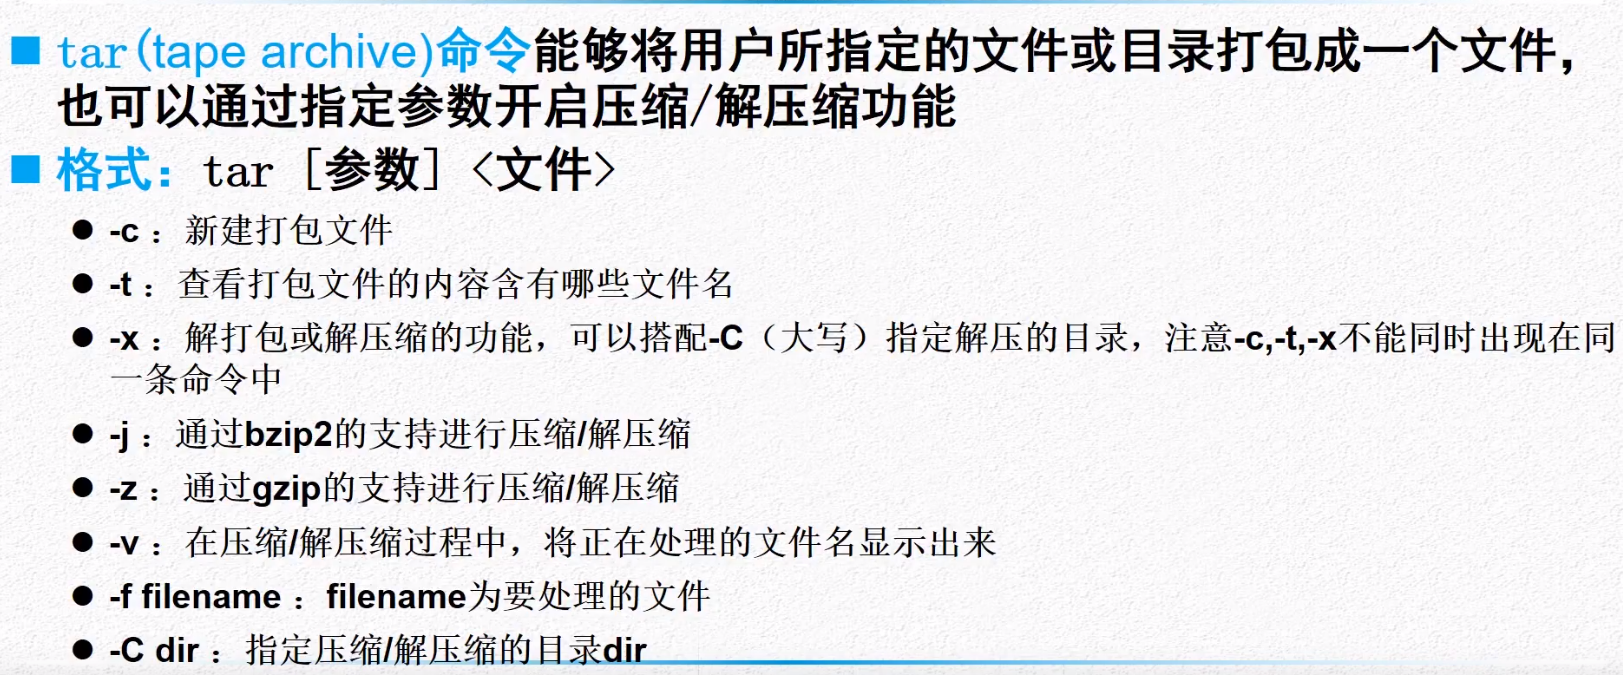 ■ tar(tape archive)命令能够将用户所指定的文件或目录打包成一个文件，
也可以通过指定参数开启压缩/解压缩功能
■ 格式：tar [参数] <文件>
● -c ：新建打包文件
● -t ：查看打包文件的内容含有哪些文件名
● -x ：解打包或解压缩的功能，可以搭配-C（大写）指定解压的目录，注意-c,-t,-x不能同时出现在同
一条命令中
● -j ：通过bzip2的支持进行压缩/解压缩
● -z ：通过gzip的支持进行压缩/解压缩
● -v ：在压缩/解压缩过程中，将正在处理的文件名显示出来
● -f filename ：filename为要处理的文件
● -C dir ：指定压缩/解压缩的目录dir